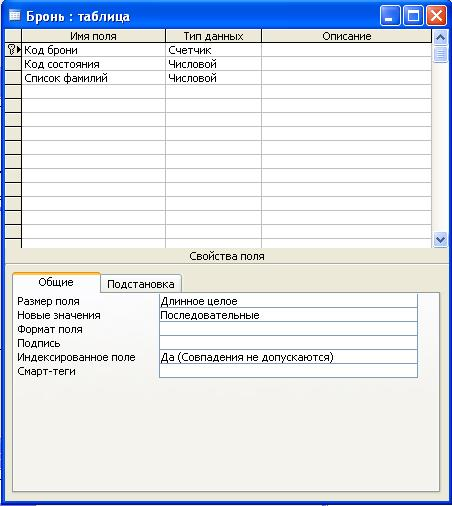 Бронь : таблица
Имя поля Тип данных Описание
Код брони Счетчик
Код состояния Числовой
Список фамилий Числовой
Свойства поля
Общие Подстановка
Размер поля Длинное целое
Новые значения Последовательные
Формат поля
Подпись
Индексированное поле Да (Совпадения не допускаются)
Смарт-теги